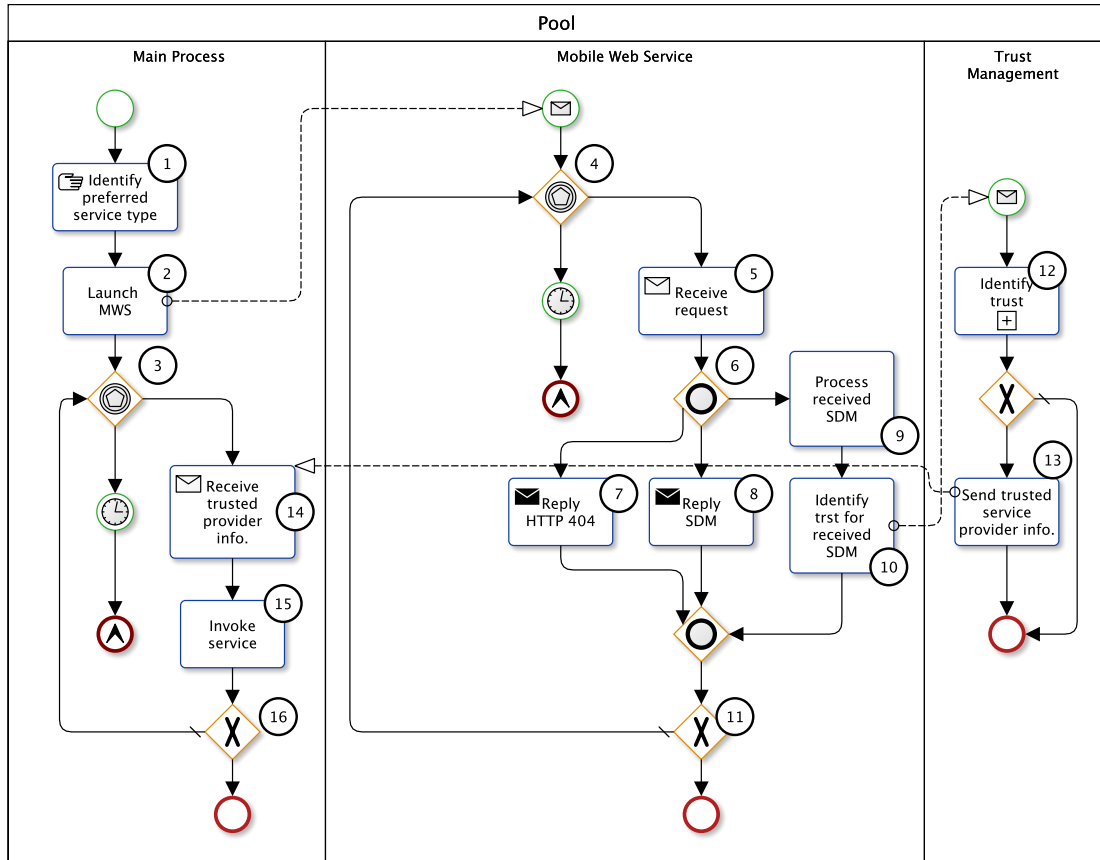 Pool
Main Process
Mobile Web Service
Trust
Management
1
Identify
preferred
service type
2
Launch
MWS
3
14
Receive
trusted
provider
info.
15
Invoke
service
16
4
5
Receive
request
6
Process
received
SDM
9
7
Reply
HTTP 404
8
Reply
SDM
Identify
trst for
received
SDM
10
11
12
Identify
trust
13
Send trusted
service
provider info.